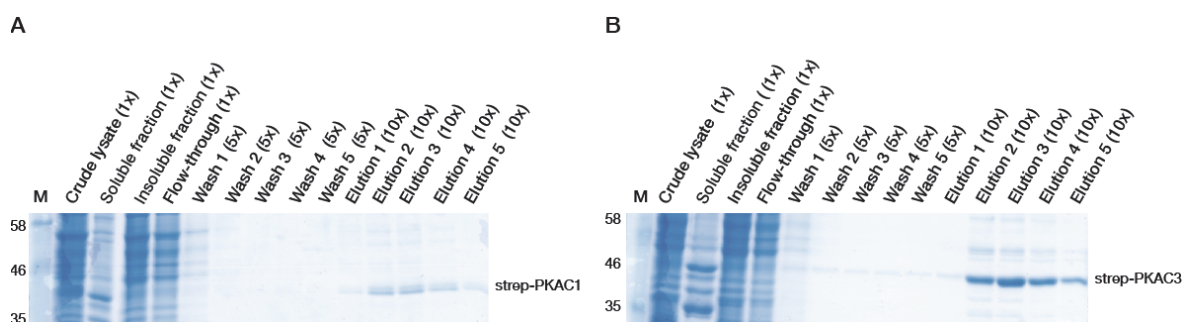 A
M
Crude lysate (1x)
Soluble fraction (1x)
Insoluble fraction (1x)
Flow-through (1x)
Wash 1 (5x)
Wash 2 (5x)
Wash 3 (5x)
Wash 4 (5x)
Wash 5 (5x)
Elution 1 (10x)
Elution 2 (10x)
Elution 3 (10x)
Elution 4 (10x)
Elution 5 (10x)
58
46
35
strep-PKAC1
B
M
Crude lysate (1x)
Soluble fraction ((1x)
Insoluble fraction (1x)
Flow-through (1x)
Wash 1 (5x)
Wash 2 (5x)
Wash 3 (5x)
Wash 4 (5x)
Wash 5 (5x)
Elution 1 (10x)
Elution 2 (10x)
Elution 3 (10x)
Elution 4 (10x)
Elution 5 (10x)
58
46
35
strep-PKAC3